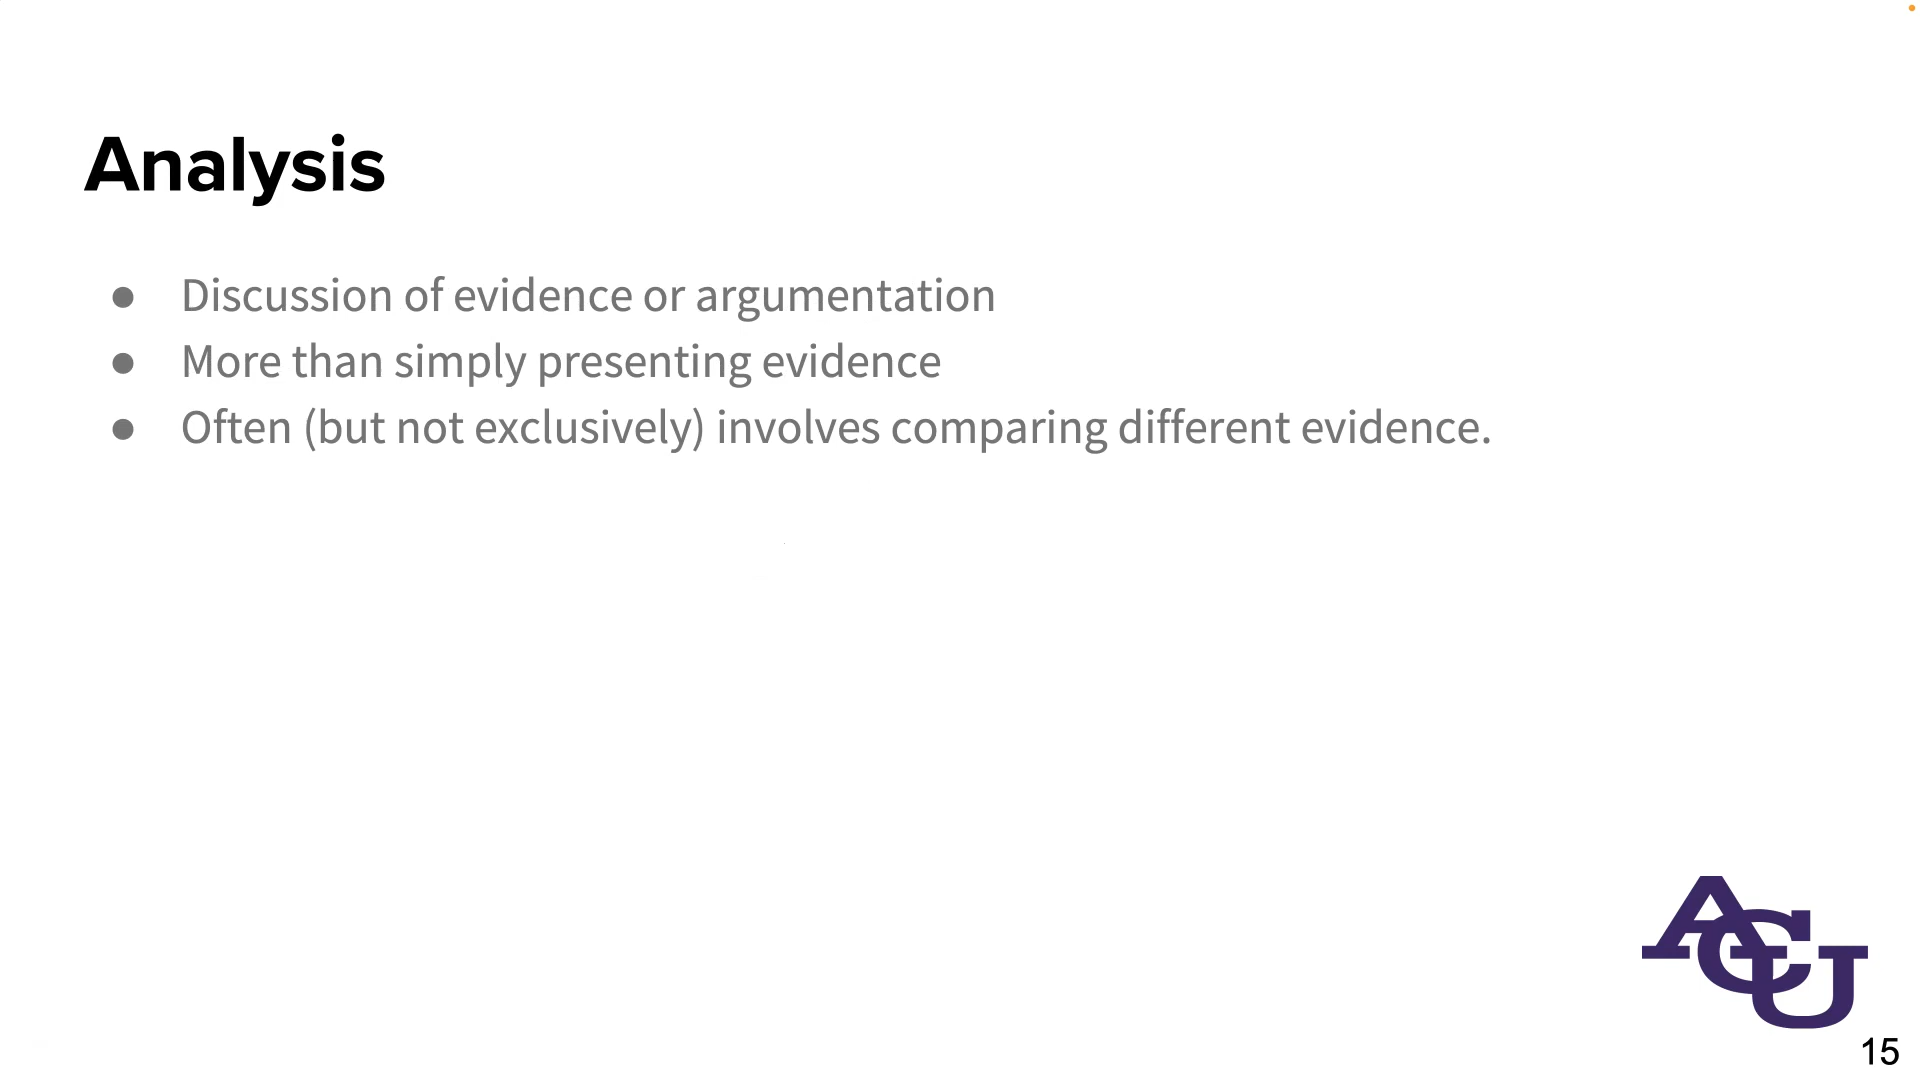 Analysis
● Discussion of evidence or argumentation
● More than simply presenting evidence
● Often (but not exclusively) involves comparing different evidence.
ACU
15